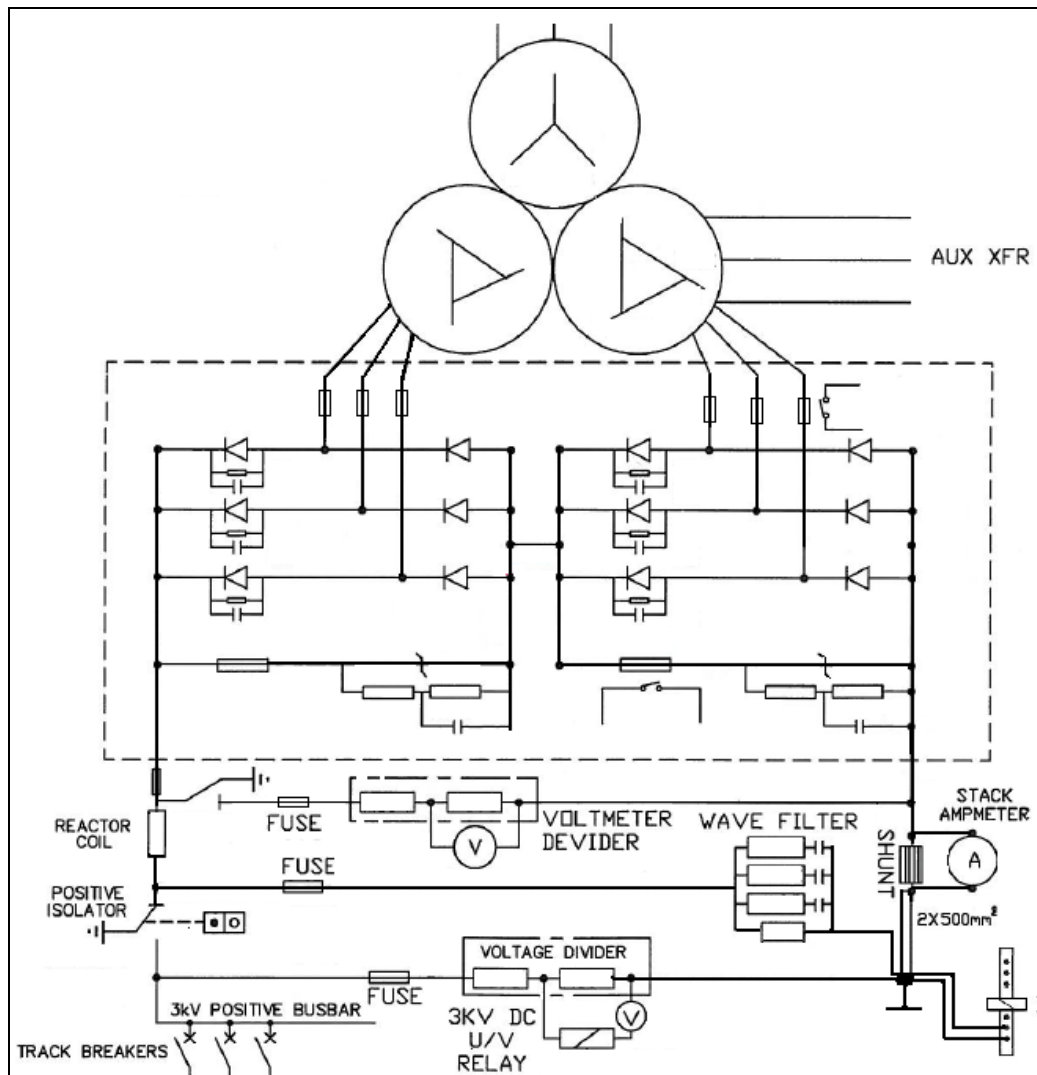 AUX XFR
REACTOR
COIL
FUSE
V
VOLTMETER
DEVIDER
WAVE FILTER
STACK
AMPMETER
SHUNT
A
FUSE
POSITIVE
ISOLATOR
2X500mm²
VOLTAGE DIVIDER
FUSE
3kV POSITIVE BUSBAR
3KV DC
U/V
RELAY
V
TRACK BREAKERS